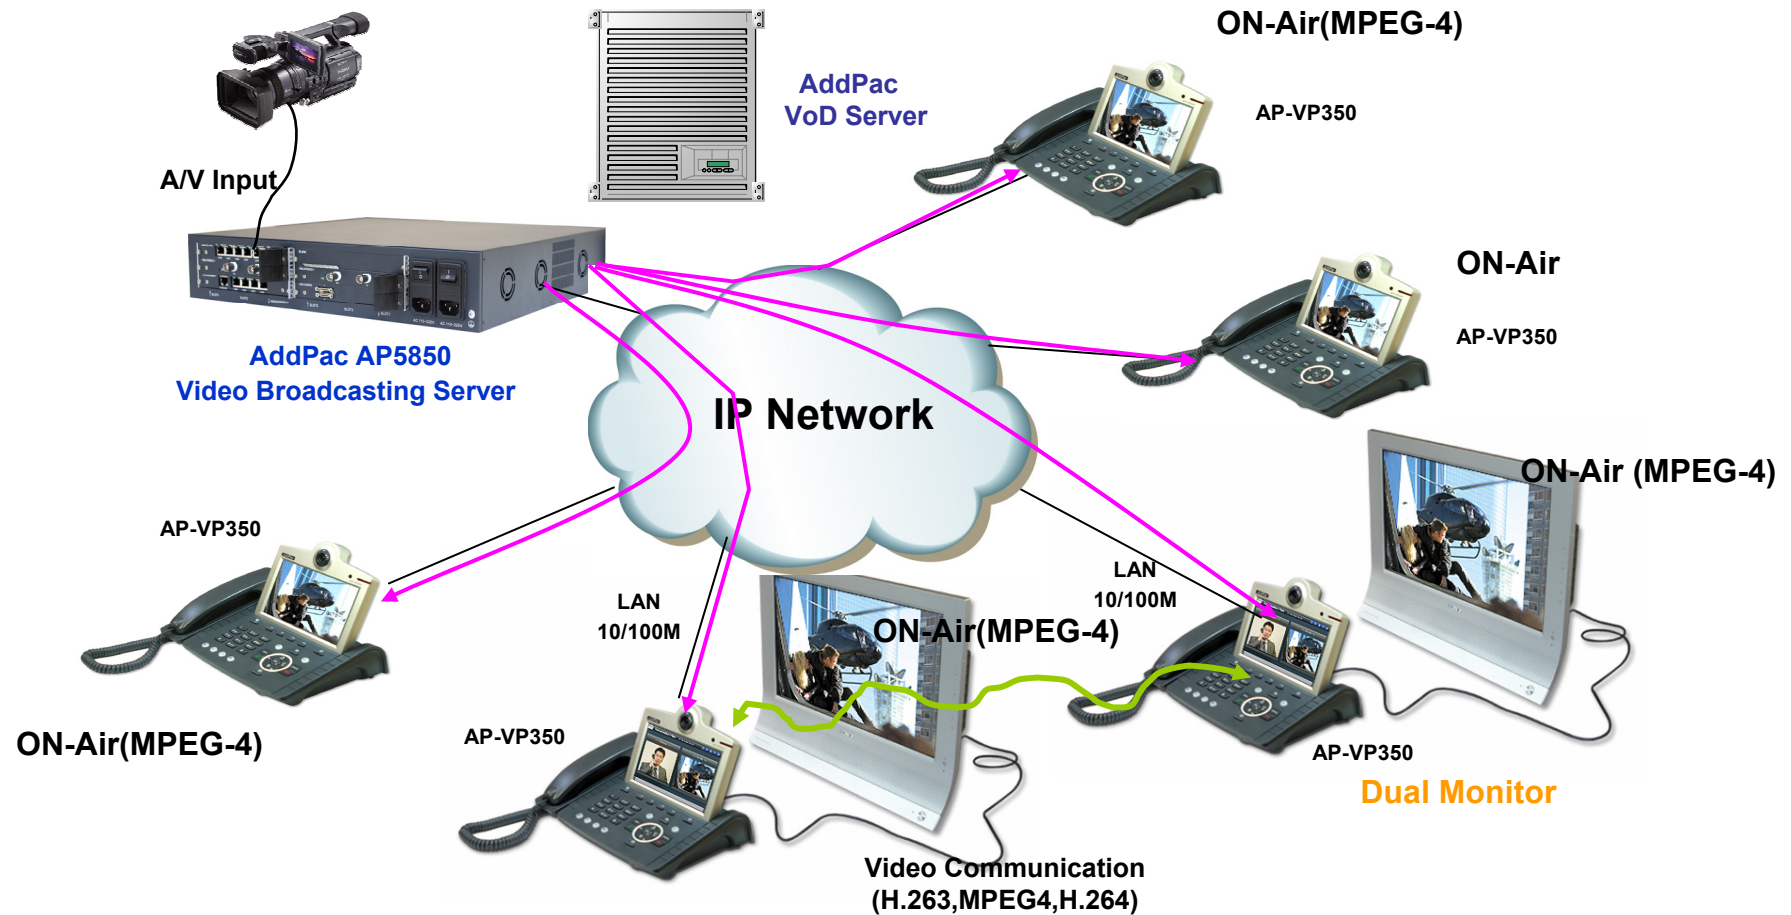 ON-Air(MPEG-4)
AddPac
VoD Server
AP-VP350
A/V Input
ON-Air
AP-VP350
AddPac AP5850
Video Broadcasting Server
IP Network
ON-Air (MPEG-4)
AP-VP350
LAN
10/100M
LAN
10/100M
ON-Air(MPEG-4)
ON-Air(MPEG-4)
AP-VP350
AP-VP350
Dual Monitor
Video Communication
(H.263,MPEG4,H.264)